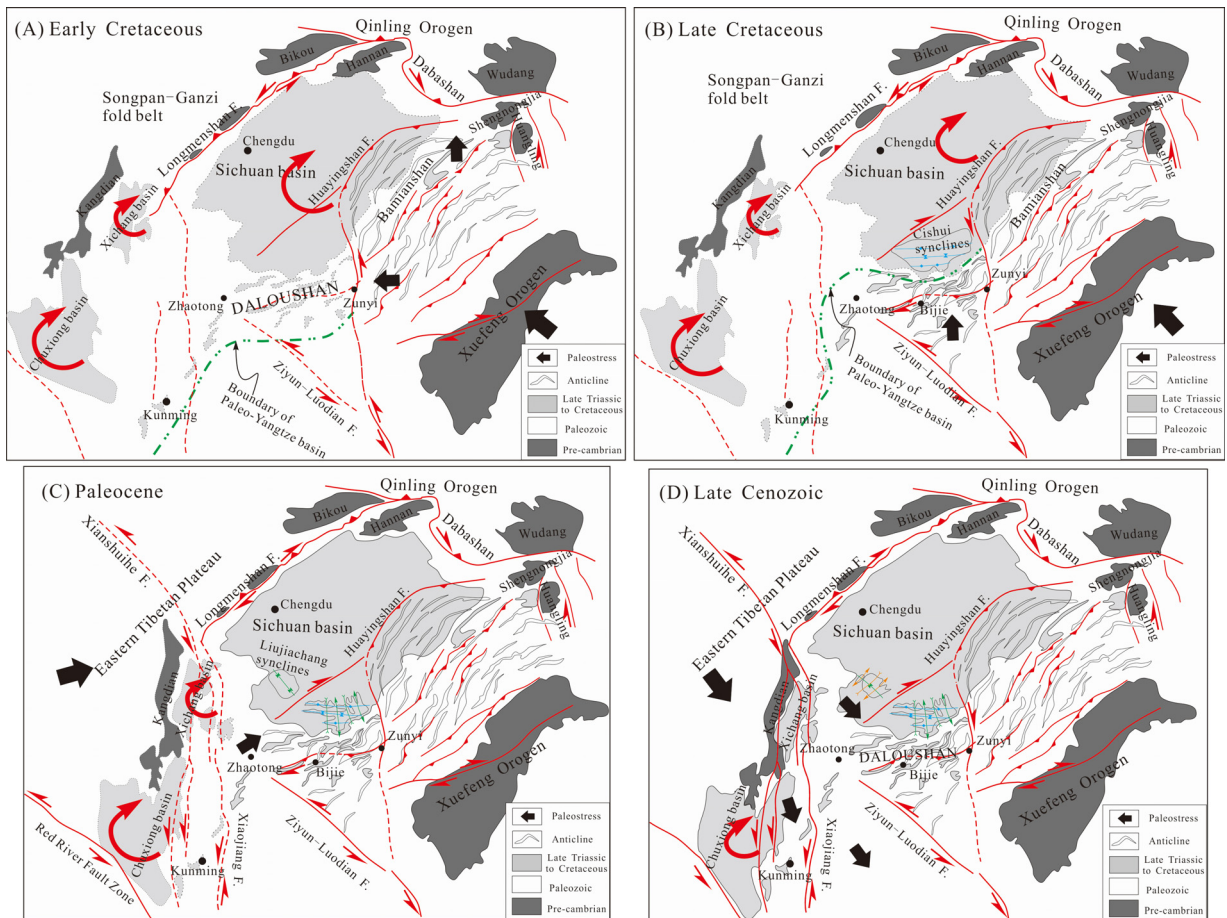 (A) Early Cretaceous
Qinling Orogen
Bikou
Hannan
Dabashan
Wudang
Songpan-Ganzi
fold belt
Longmenshan F.
Shengnongjia
Huangling
Chengdu
Sichuan basin
Huayingshan F.
Bamianshan
Kangdian
Xichang basin
Zhaotong
DALOUSHAN
Zunyi
Chuxiong basin
Xuefeng Orogen
Boundary of
Paleo-Yangtze basin
Ziyun-Luodian F.
Kunming
Paleostress
Anticline
Late Triassic
to Cretaceous
Paleozoic
Pre-cambrian
(B) Late Cretaceous
Qinling Orogen
Bikou
Hannan
Dabashan
Wudang
Songpan-Ganzi
fold belt
Longmenshan F.
Shengnongjia
Huangling
Chengdu
Sichuan basin
Huayingshan F.
Bamianshan
Kangdian
Xichang basin
Cishui
synclines
Zhaotong
Bijie
Zunyi
Chuxiong basin
Xuefeng Orogen
Boundary of
Paleo-Yangtze basin
Ziyun-Luodian F.
Kunming
Paleostress
Anticline
Late Triassic
to Cretaceous
Paleozoic
Pre-cambrian
(C) Paleocene
Qinling Orogen
Bikou
Hannan
Dabashan
Wudang
Xianshuihe F.
Eastern Tibetan Plateau
Longmenshan F.
Shengnongjia
Huangling
Chengdu
Sichuan basin
Huayingshan F.
Liujiachang
synclines
Kangdian
Xichang basin
Zhaotong
Bijie
Zunyi
Chuxiong basin
Xuefeng Orogen
Red River Fault Zone
Xiaojiang F.
Ziyun-Luodian F.
Kunming
Paleostress
Anticline
Late Triassic
to Cretaceous
Paleozoic
Pre-cambrian
(D) Late Cenozoic
Qinling Orogen
Bikou
Hannan
Dabashan
Wudang
Xianshuihe F.
Eastern Tibetan Plateau
Longmenshan F.
Shengnongjia
Huangling
Chengdu
Sichuan basin
Huayingshan F.
Kangdian
Xichang basin
Zhaotong
DALOUSHAN
Bijie
Zunyi
Chuxiong basin
Xuefeng Orogen
Xiaojiang F.
Ziyun-Luodian F.
Kunming
Paleostress
Anticline
Late Triassic
to Cretaceous
Paleozoic
Pre-cambrian